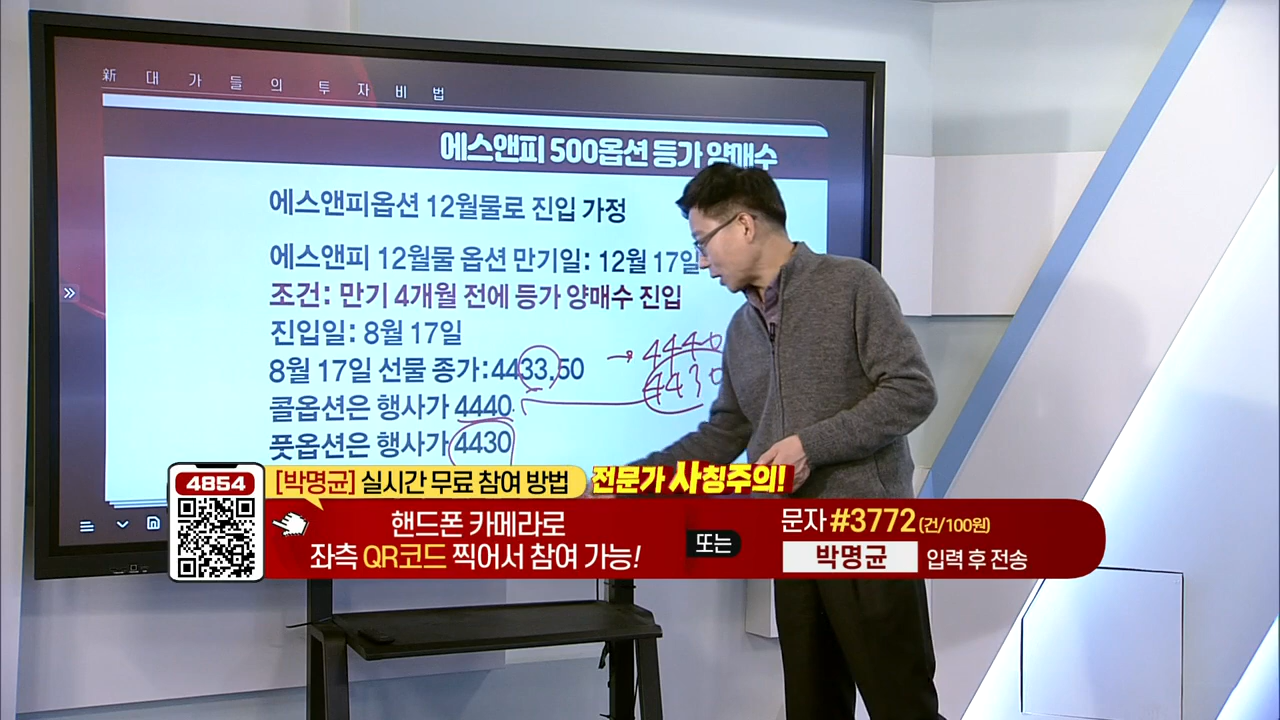 新 대가들의 투자비법
에스앤피 500옵션 등가 양매수
에스앤피옵션 12월물로 진입 가정
에스앤피 12월물 옵션 만기일: 12월 17일
조건: 만기 4개월 전에 등가 양매수 진입
진입일: 8월 17일
8월 17일 선물 종가:4433.50
→ 4440
4430
콜옵션은 행사가 4440
풋옵션은 행사가 4430
4854
[박명균] 실시간 무료 참여 방법
전문가 사칭주의!
핸드폰 카메라로
좌측 QR코드 찍어서 참여 가능!
또는
문자 #3772 (건/100원)
박명균 입력 후 전송